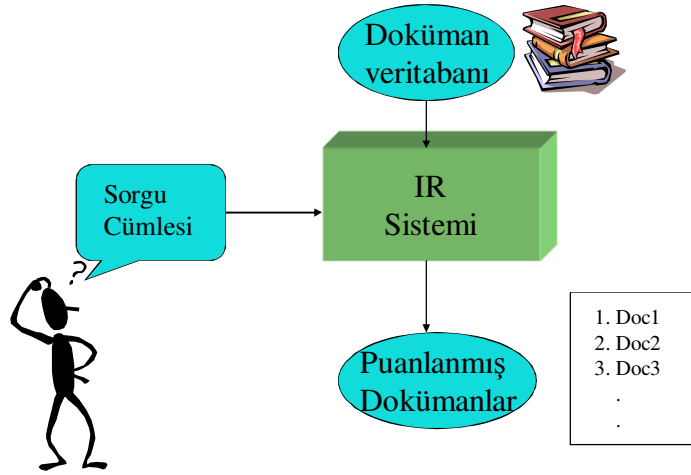 Doküman
veritabanı
IR
Sistemi
Sorgu
Cümlesi
?
Puanlanmış
Dokümanlar
1. Doc1
2. Doc2
3. Doc3
.
.